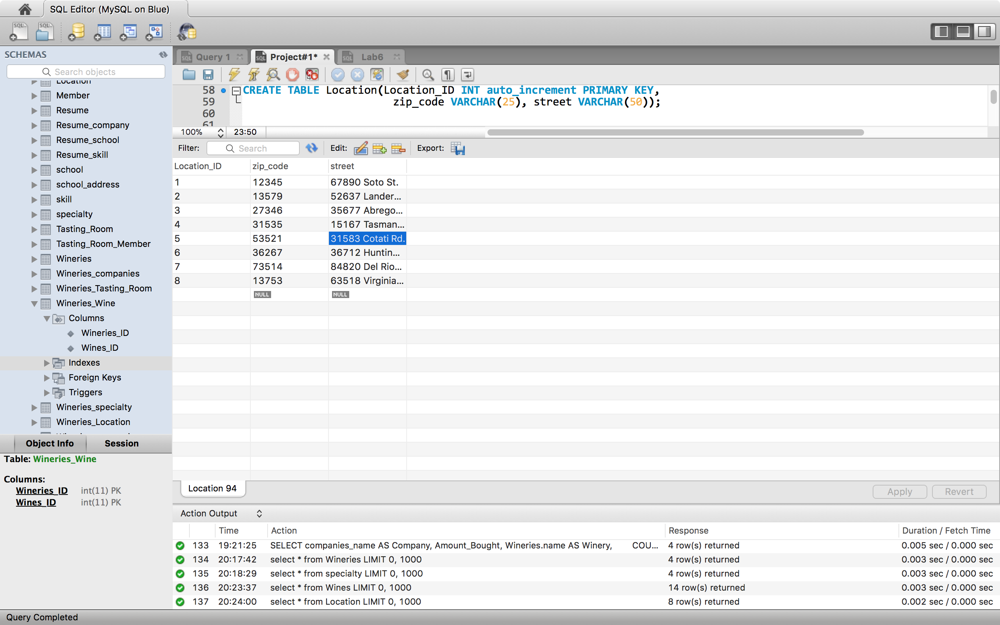 SQL Editor (MySQL on Blue)
SQL SQL
SCHEMAS
Search objects
Location
Member
Resume
Resume_company
Resume_school
Resume_skill
school
school_address
skill
specialty
Tasting_Room
Tasting_Room_Member
Wineries
Wineries_companies
Wineries_Tasting_Room
Wineries_Wine
Columns
Wineries_ID
Wines_ID
Indexes
Foreign Keys
Triggers
Wineries_specialty
Wineries_Location
Object Info Session
Table: Wineries_Wine
Columns:
Wineries_ID int(11) PK
Wines_ID int(11) PK
SQL Query 1 SQL Project#1* SQL Lab6
58 CREATE TABLE Location(Location_ID INT auto_increment PRIMARY KEY,
59 zip_code VARCHAR(25), street VARCHAR(50));
60
61
100% 23:50
Filter: Search Edit: Export:
Location_ID zip_code street
1 12345 67890 Soto St.
2 13579 52637 Lander...
3 27346 35677 Abrego...
4 31535 15167 Tasman...
5 53521 31583 Cotati Rd.
6 36267 36712 Huntin...
7 73514 84820 Del Rio...
8 13753 63518 Virginia...
NULL NULL
Location 94
Apply Revert
Action Output
Time Action Response Duration / Fetch Time
133 19:21:25 SELECT companies_name AS Company, Amount_Bought, Wineries.name AS Winery, COU... 4 row(s) returned 0.005 sec / 0.000 sec
134 20:17:42 select * from Wineries LIMIT 0, 1000 4 row(s) returned 0.003 sec / 0.000 sec
135 20:18:29 select * from specialty LIMIT 0, 1000 4 row(s) returned 0.003 sec / 0.000 sec
136 20:23:37 select * from Wines LIMIT 0, 1000 14 row(s) returned 0.003 sec / 0.000 sec
137 20:24:00 select * from Location LIMIT 0, 1000 8 row(s) returned 0.002 sec / 0.000 sec
Query Completed